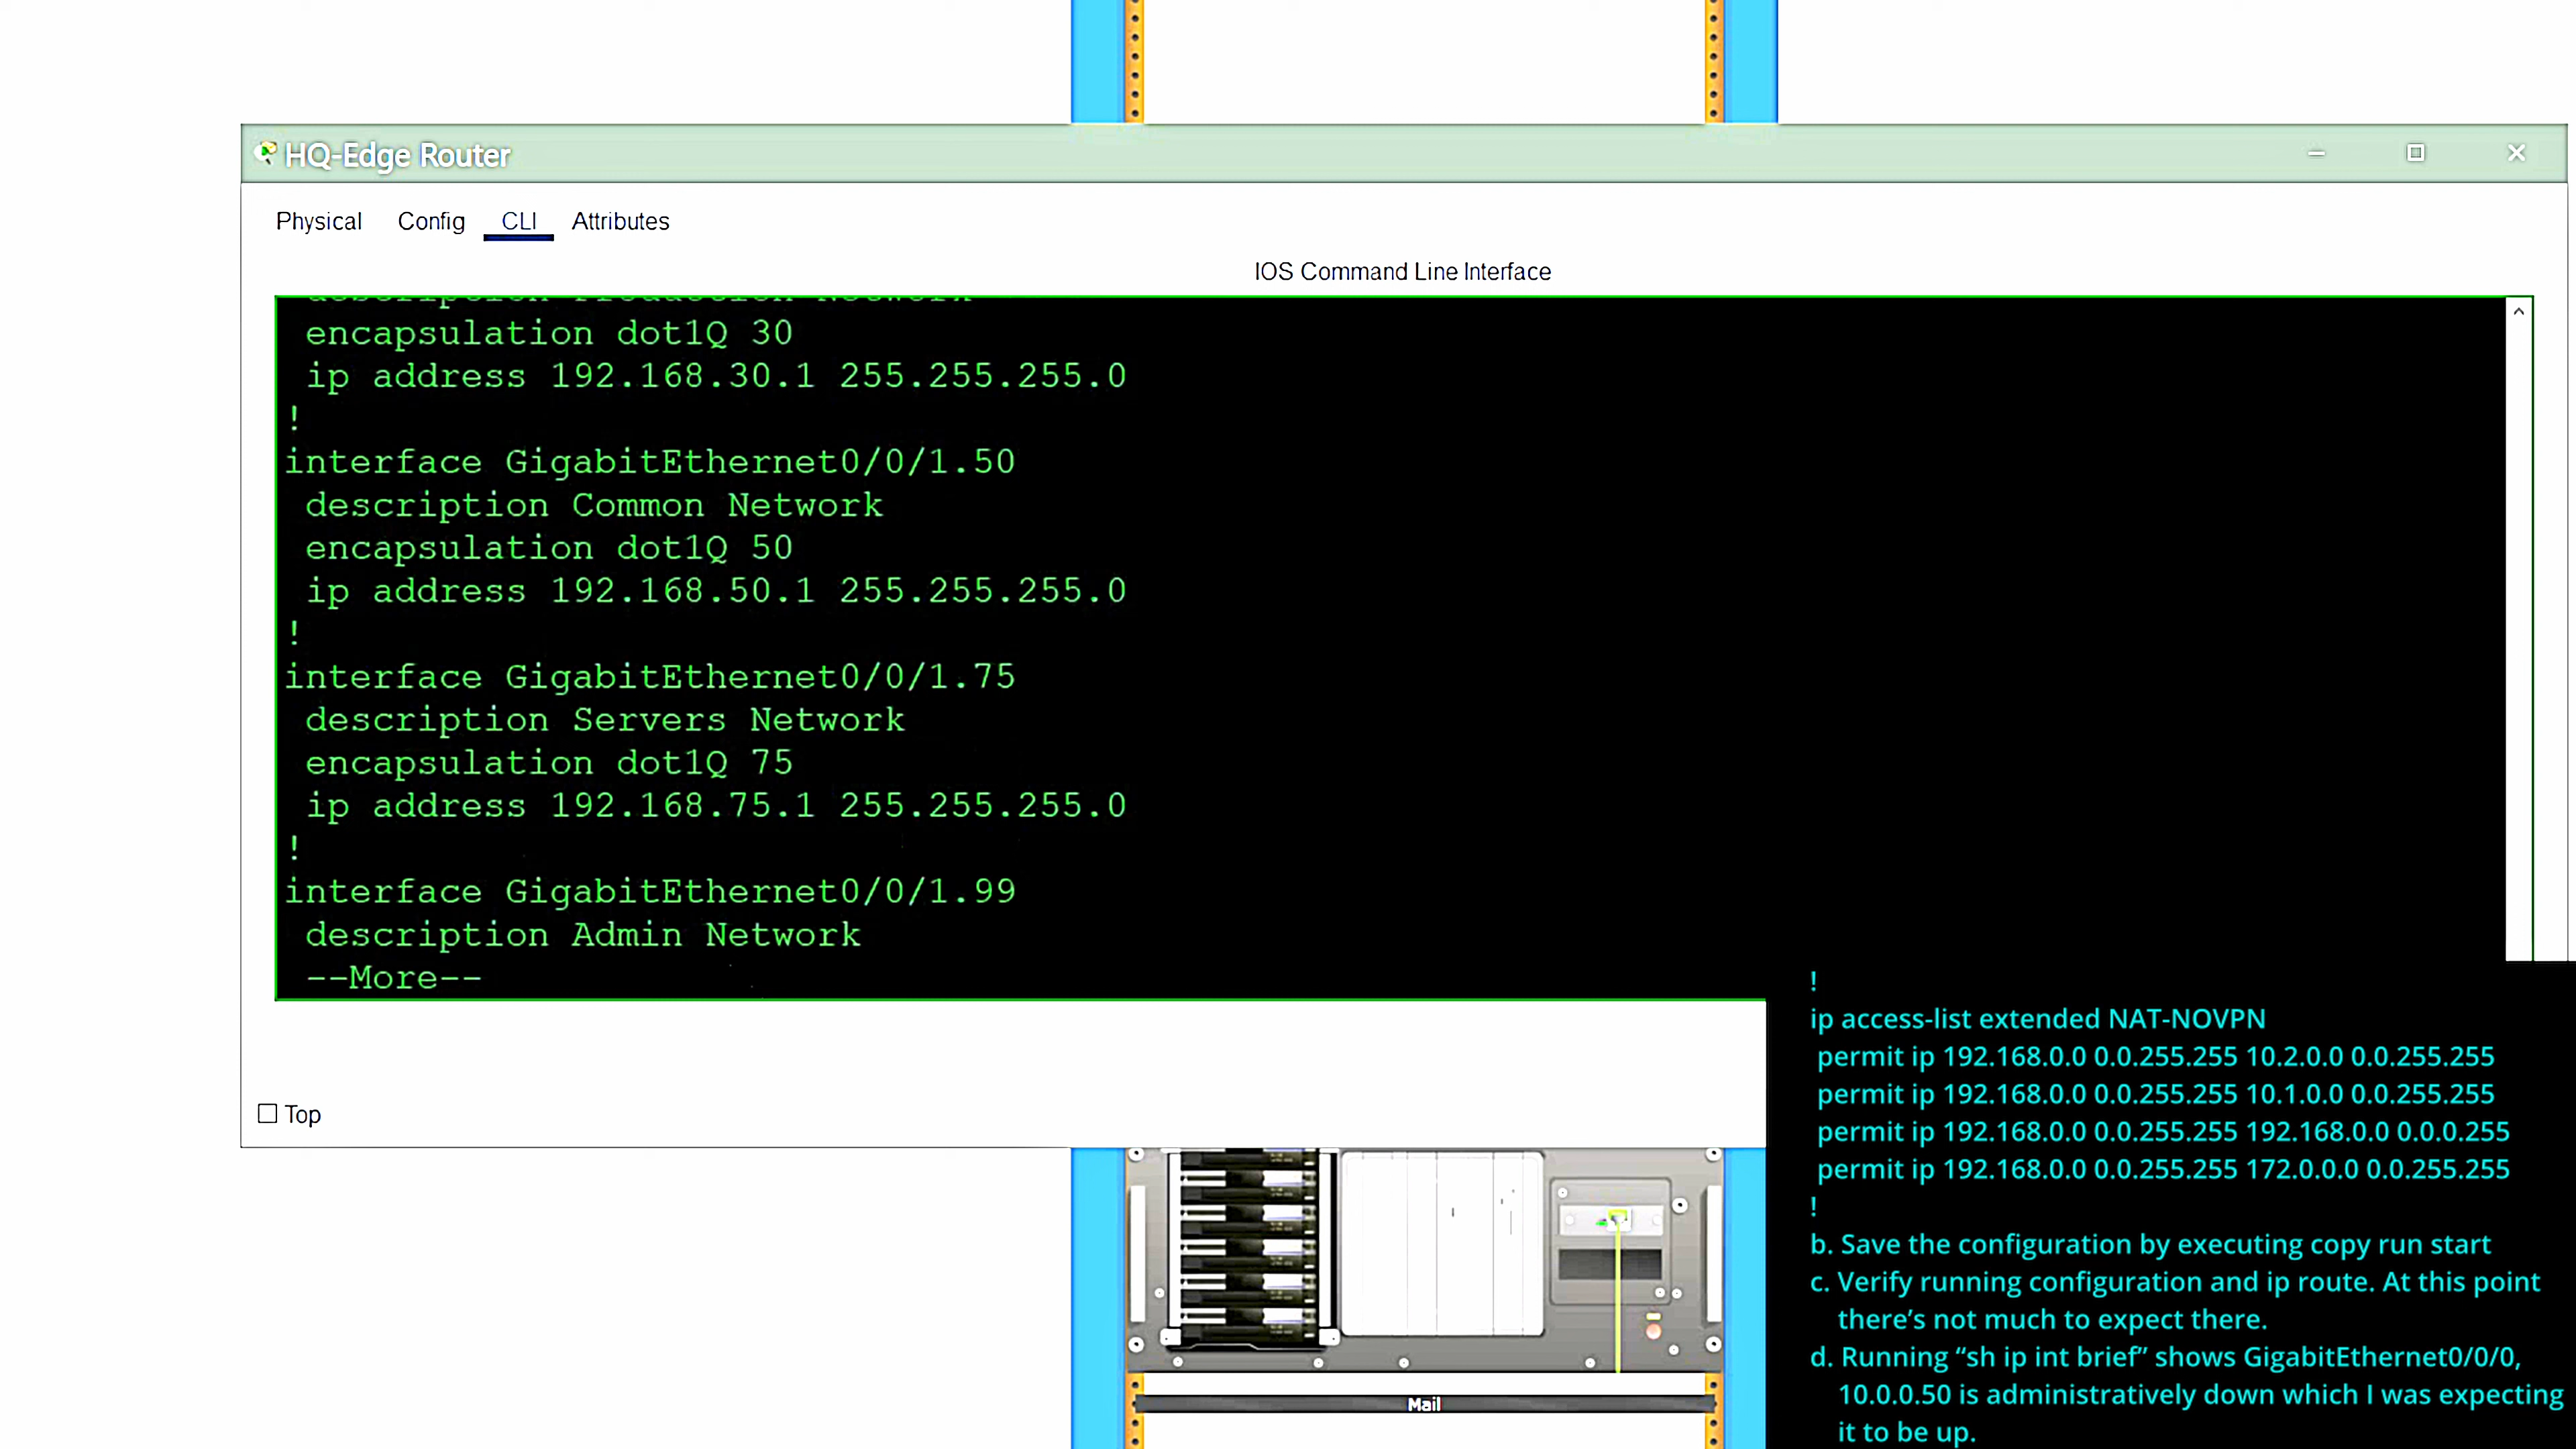 HQ-Edge Router
Physical Config CLI Attributes
IOS Command Line Interface
description Production Network
encapsulation dot1Q 30
ip address 192.168.30.1 255.255.255.0
!
interface GigabitEthernet0/0/1.50
description Common Network
encapsulation dot1Q 50
ip address 192.168.50.1 255.255.255.0
!
interface GigabitEthernet0/0/1.75
description Servers Network
encapsulation dot1Q 75
ip address 192.168.75.1 255.255.255.0
!
interface GigabitEthernet0/0/1.99
description Admin Network
--More--
Top
Mail
!
ip access-list extended NAT-NOVPN
permit ip 192.168.0.0 0.0.255.255 10.2.0.0 0.0.255.255
permit ip 192.168.0.0 0.0.255.255 10.1.0.0 0.0.255.255
permit ip 192.168.0.0 0.0.255.255 192.168.0.0 0.0.0.255
permit ip 192.168.0.0 0.0.255.255 172.0.0.0 0.0.255.255
!
b. Save the configuration by executing copy run start
c. Verify running configuration and ip route. At this point
there’s not much to expect there.
d. Running “sh ip int brief” shows GigabitEthernet0/0/0,
10.0.0.50 is administratively down which I was expecting
it to be up.